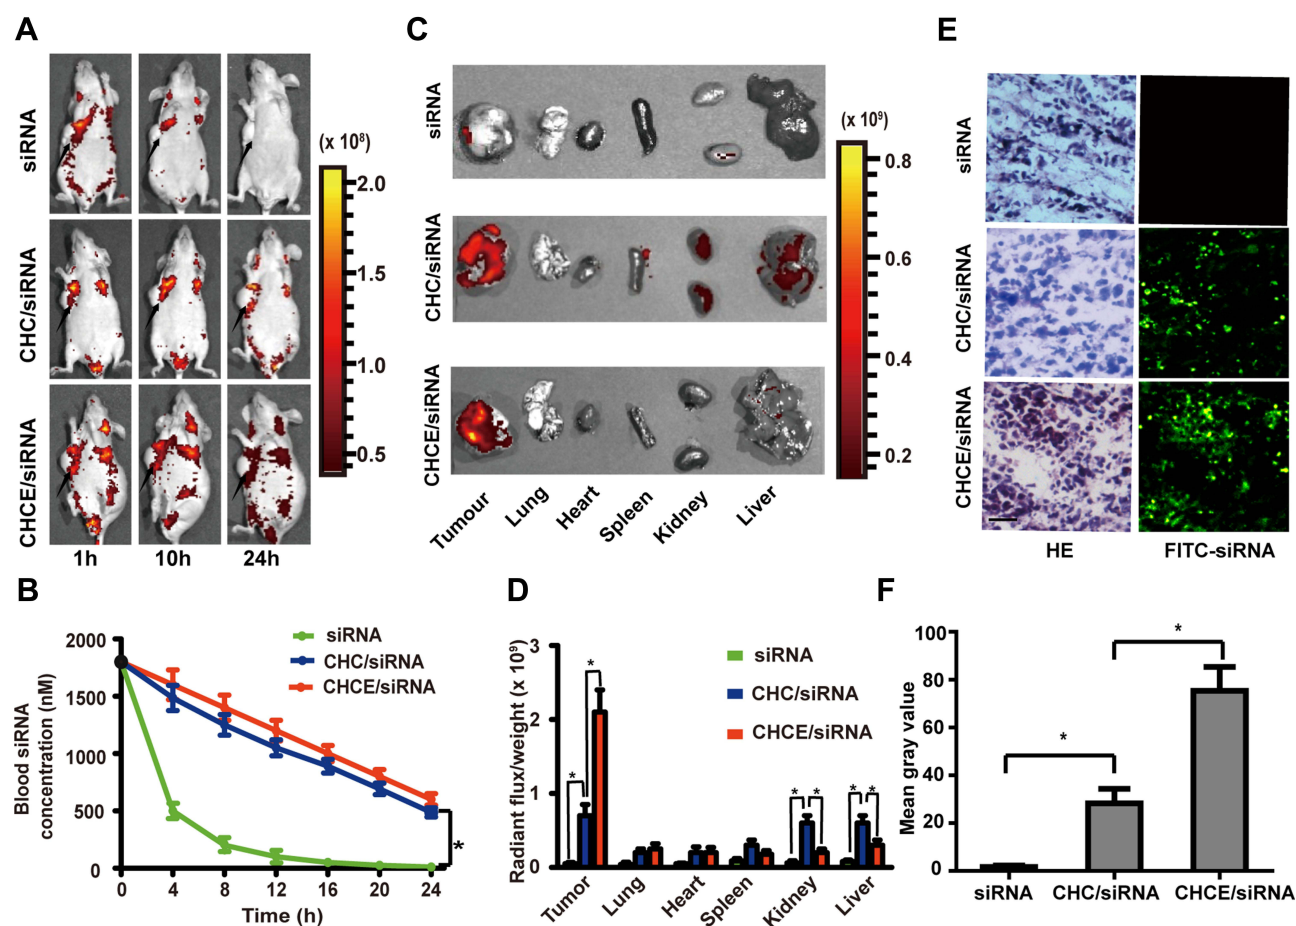 A
siRNA
CHC/siRNA
CHCE/siRNA
1h
10h
24h
(x 10⁸)
2.0
1.5
1.0
0.5
C
siRNA
CHC/siRNA
CHCE/siRNA
Tumour
Lung
Heart
Spleen
Kidney
Liver
(x 10⁹)
0.8
0.6
0.4
0.2
E
siRNA
CHC/siRNA
CHCE/siRNA
HE
FITC-siRNA
B
Blood siRNA
concentration (nM)
2000
1500
1000
500
0
0 4 8 12 16 20 24
Time (h)
siRNA
CHC/siRNA
CHCE/siRNA
*
D
Radiant flux/weight (x 10⁹)
3
2
1
0
siRNA
CHC/siRNA
CHCE/siRNA
* * * * * *
Tumor
Lung
Heart
Spleen
Kidney
Liver
F
Mean gray value
100
80
60
40
20
0
*
*
siRNA
CHC/siRNA
CHCE/siRNA